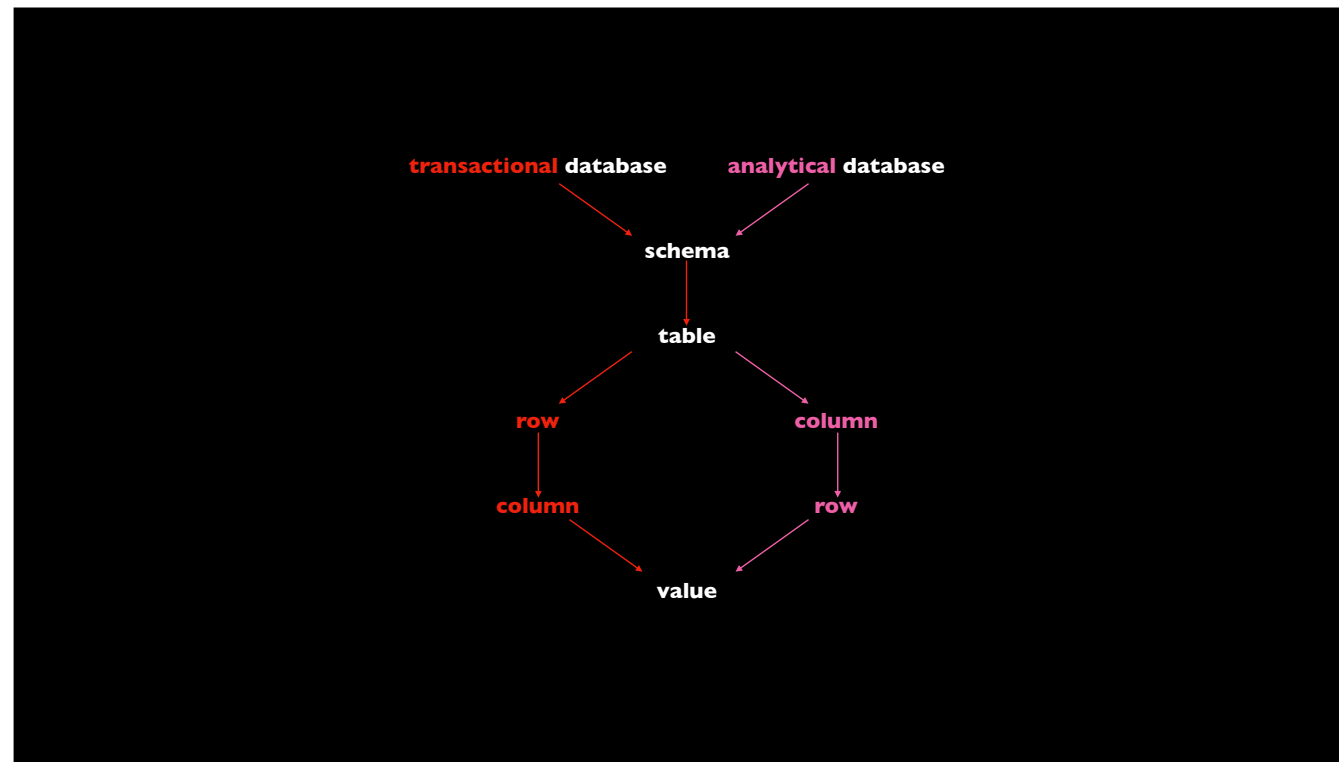 transactional database analytical database
schema
table
row column
column row
value